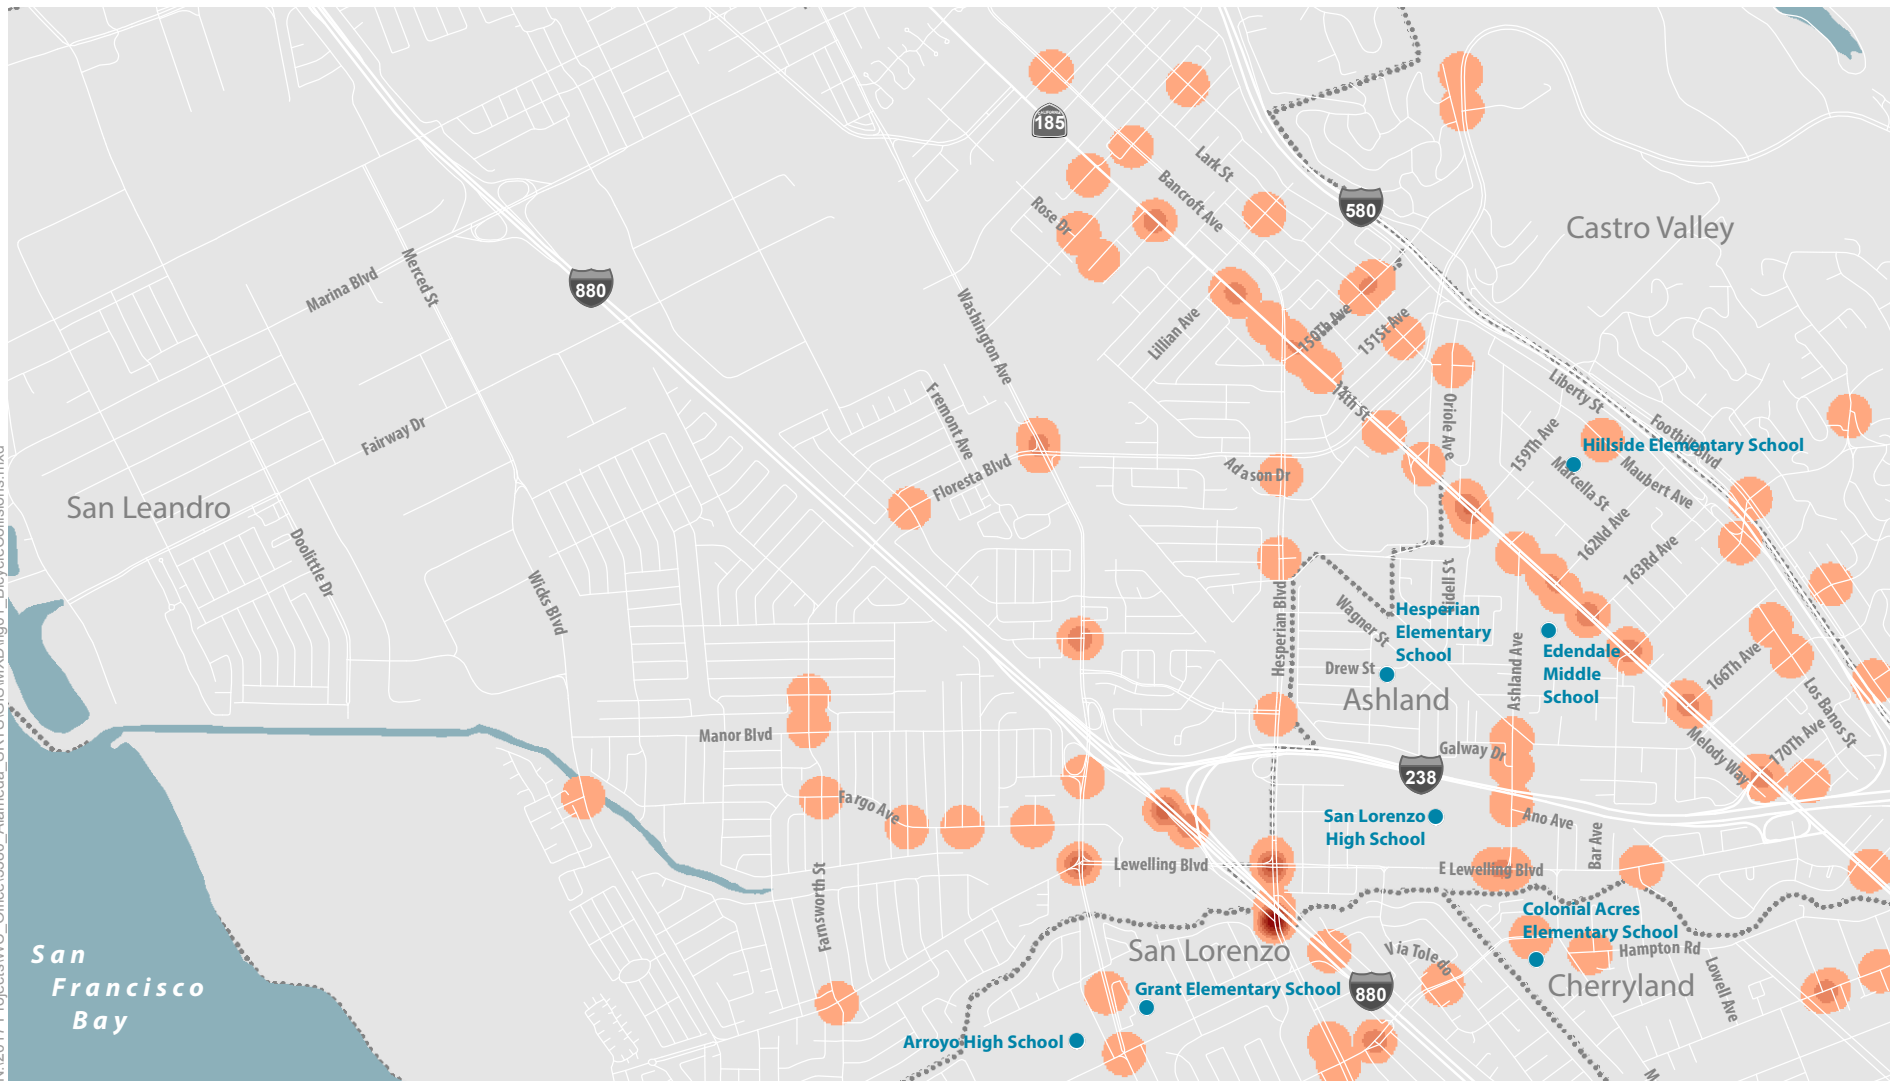 CALIFORNIA
185
Lark St
Bancroft Ave
580
Castro Valley
Rose Dr
Marina Blvd
Merced St
880
Washington Ave
Lillian Ave
150Th Ave
151St Ave
14th St
Liberty St
Foothill Blvd
Fremont Ave
Oriole Ave
159Th Ave
Hillside Elementary School
Fairway Dr
Floresta Blvd
Adason Dr
Marcella St
Maubert Ave
San Leandro
162Nd Ave
163Rd Ave
Doolittle Dr
Wicks Blvd
Hesperian Blvd
Wagner St
Hesperian
Elementary
School
Drew St
Ashland
Ashland Ave
Edendale
Middle
School
166Th Ave
Los Banos St
Manor Blvd
Galway Dr
238
Melody Way
170Th Ave
Fargo Ave
San Lorenzo
High School
Ano Ave
Bar Ave
Lewelling Blvd
E Lewelling Blvd
Farnsworth St
Colonial Acres
Elementary School
San Lorenzo
Via Toledo
Hampton Rd
San
Francisco
Bay
Grant Elementary School
880
Cherryland
Lowell Ave
Arroyo High School